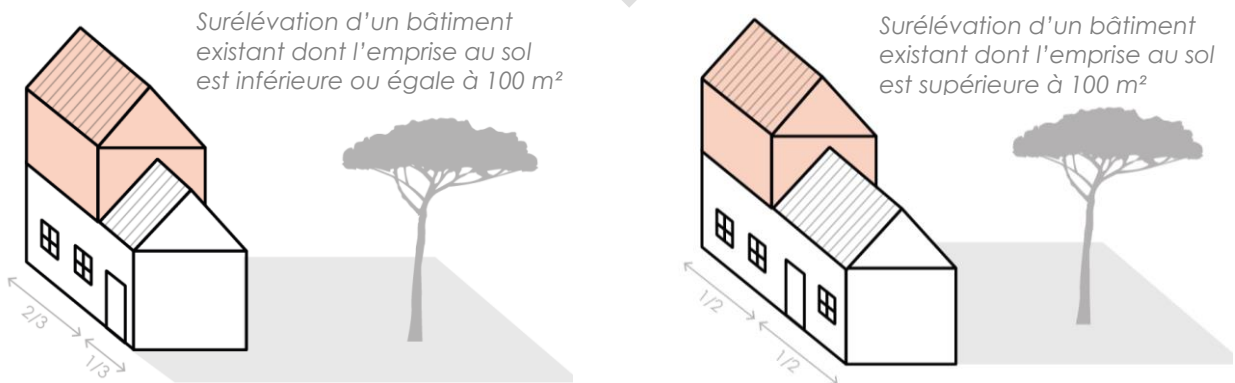 Surélévation d'un bâtiment
existant dont l'emprise au sol
est inférieure ou égale à 100 m²
2/3
1/3
Surélévation d'un bâtiment
existant dont l'emprise au sol
est supérieure à 100 m²
1/2
1/2